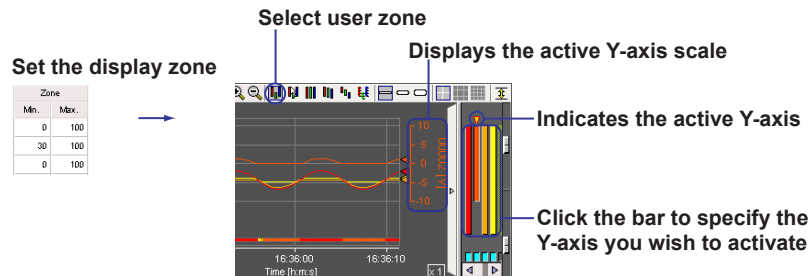 Select user zone
Displays the active Y-axis scale
Set the display zone
Zone
Min. Max.
0 100
30 100
0 100
Indicates the active Y-axis
10
5
0
-5
-10
70000 [V]
Click the bar to specify the
Y-axis you wish to activate
16:36:00 16:36:10
Time [h:m:s]
x 1